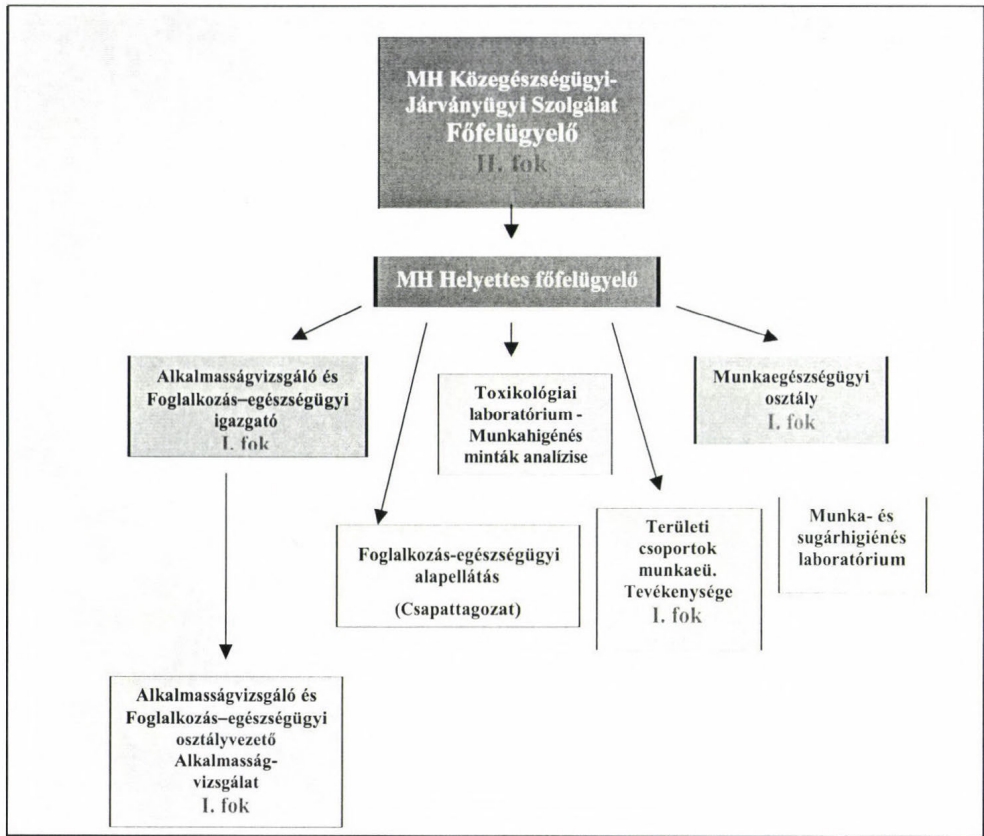 MH Közegészségügyi-
Járványügyi Szolgálat
Főfelügyelő
II. fok
MH Helyettes főfelügyelő
Alkalmasságvizsgáló és
Foglalkozás–egészségügyi
igazgató
I. fok
Toxikológiai
laboratórium -
Munkahigénés
minták analízise
Munkaegészségügyi
osztály
I. fok
Foglalkozás-egészségügyi
alapellátás
(Csapattagozat)
Területi
csoportok
munkaeü.
Tevékenysége
I. fok
Munka- és
sugárhigiénés
laboratórium
Alkalmasságvizsgáló és
Foglalkozás–egészségügyi
osztályvezető
Alkalmasság-
vizsgálat
I. fok